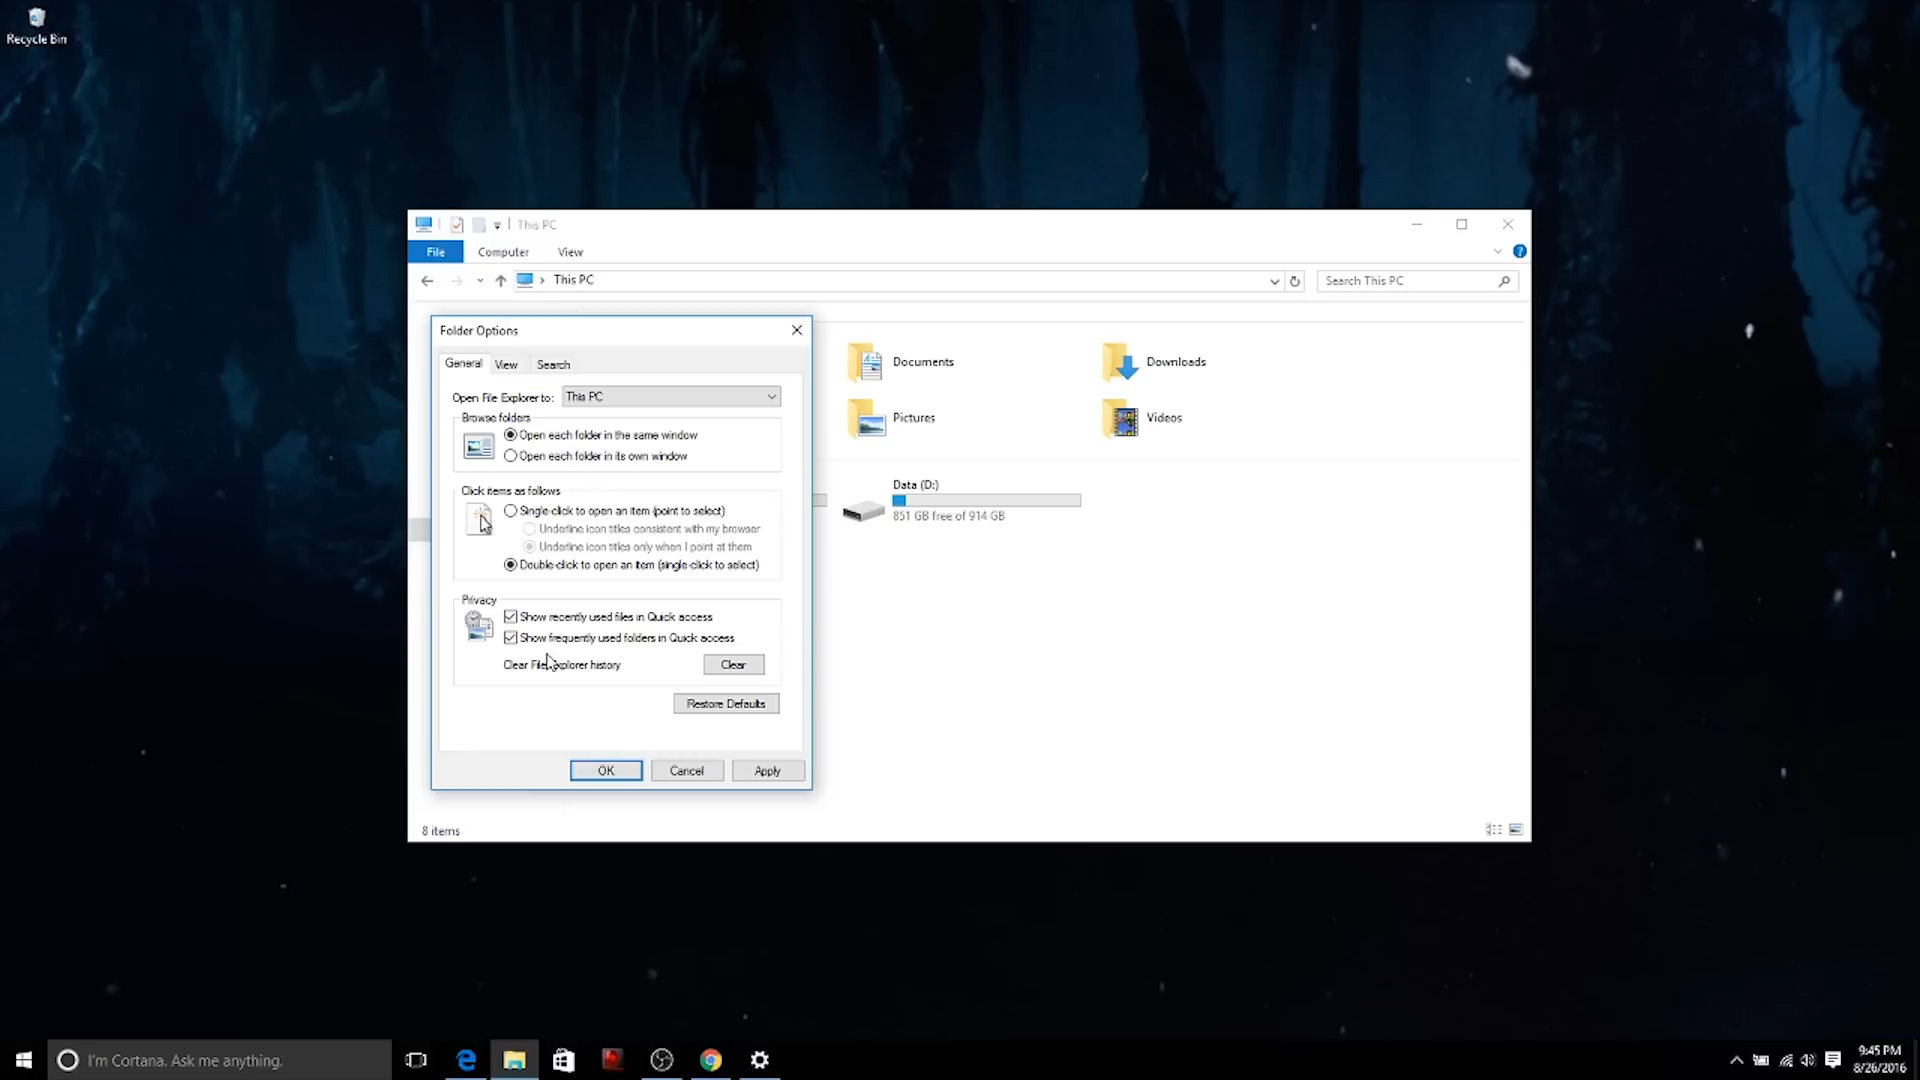 Recycle Bin
This PC
File
Computer
View
This PC
Search This PC
Folder Options
General
View
Search
Open File Explorer to:
This PC
Browse folders
Open each folder in the same window
Open each folder in its own window
Click items as follows
Single-click to open an item (point to select)
Underline icon titles consistent with my browser
Underline icon titles only when I point at them
Double-click to open an item (single-click to select)
Privacy
Show recently used files in Quick access
Show frequently used folders in Quick access
Clear File Explorer history
Clear
Restore Defaults
OK
Cancel
Apply
Documents
Downloads
Pictures
Videos
Data (D:)
851 GB free of 914 GB
8 items
I'm Cortana. Ask me anything.
9:45 PM
8/26/2016